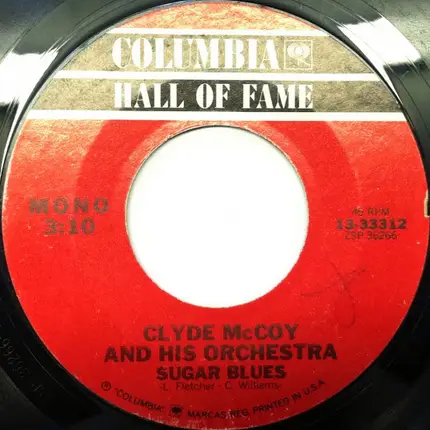 COLUMBIA
HALL OF FAME
MONO
3:10
45 RPM
13-33312
ZSP 36266
CLYDE McCOY
AND HIS ORCHESTRA
SUGAR BLUES
-L. Fletcher - C. Williams-
℗ "COLUMBIA" MARCAS REG. PRINTED IN U.S.A.